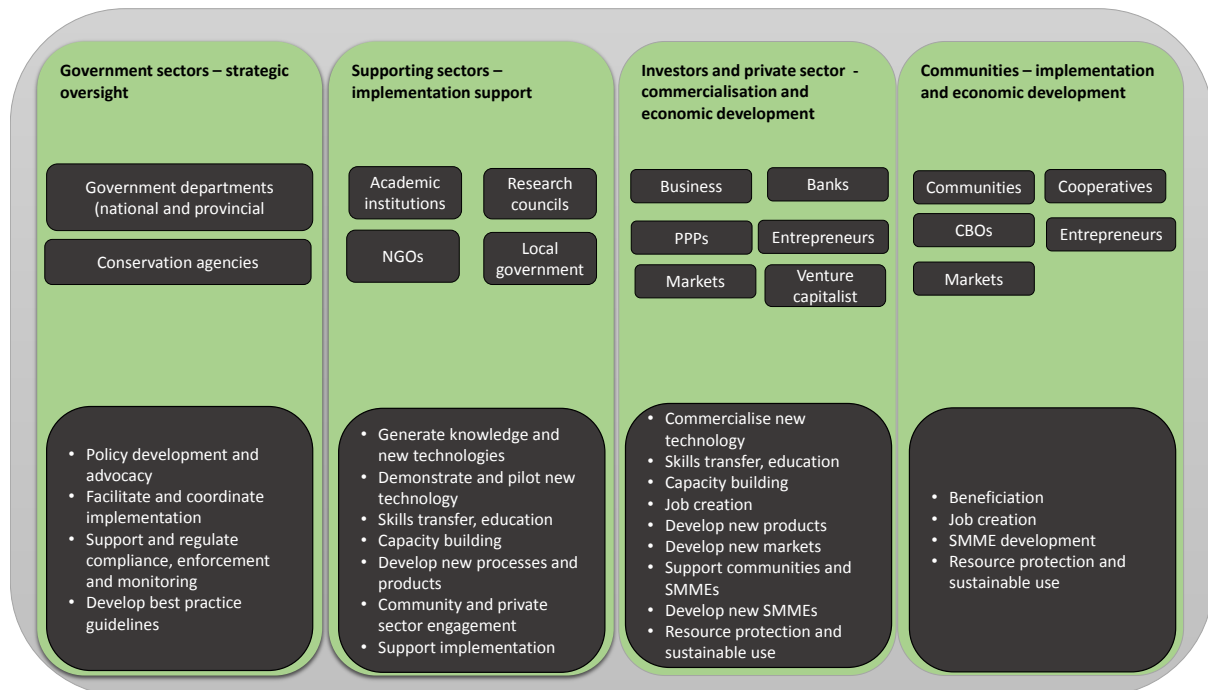 Government sectors – strategic
oversight
Government departments
(national and provincial
Conservation agencies
• Policy development and
advocacy
• Facilitate and coordinate
implementation
• Support and regulate
compliance, enforcement
and monitoring
• Develop best practice
guidelines
Supporting sectors –
implementation support
Academic
institutions
Research
councils
NGOs
Local
government
• Generate knowledge and
new technologies
• Demonstrate and pilot new
technology
• Skills transfer, education
• Capacity building
• Develop new processes and
products
• Community and private
sector engagement
• Support implementation
Investors and private sector -
commercialisation and
economic development
Business
Banks
PPPs
Entrepreneurs
Markets
Venture
capitalist
• Commercialise new
technology
• Skills transfer, education
• Capacity building
• Job creation
• Develop new products
• Develop new markets
• Support communities and
SMMEs
• Develop new SMMEs
• Resource protection and
sustainable use
Communities – implementation
and economic development
Communities
Cooperatives
CBOs
Entrepreneurs
Markets
• Beneficiation
• Job creation
• SMME development
• Resource protection and
sustainable use